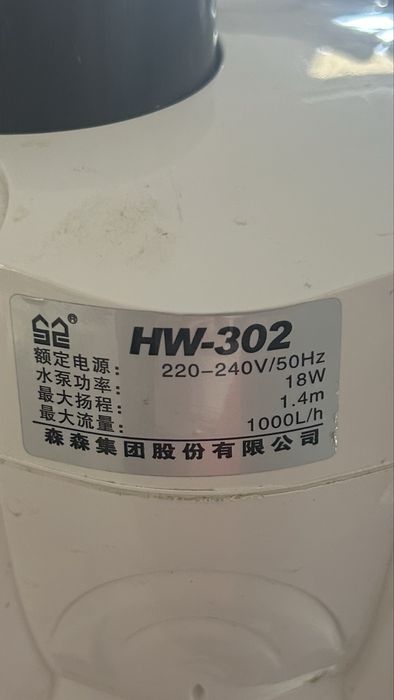 HW-302
额定电源: 220-240V/50Hz
水泵功率: 18W
最大扬程: 1.4m
最大流量: 1000L/h
森森集团股份有限公司